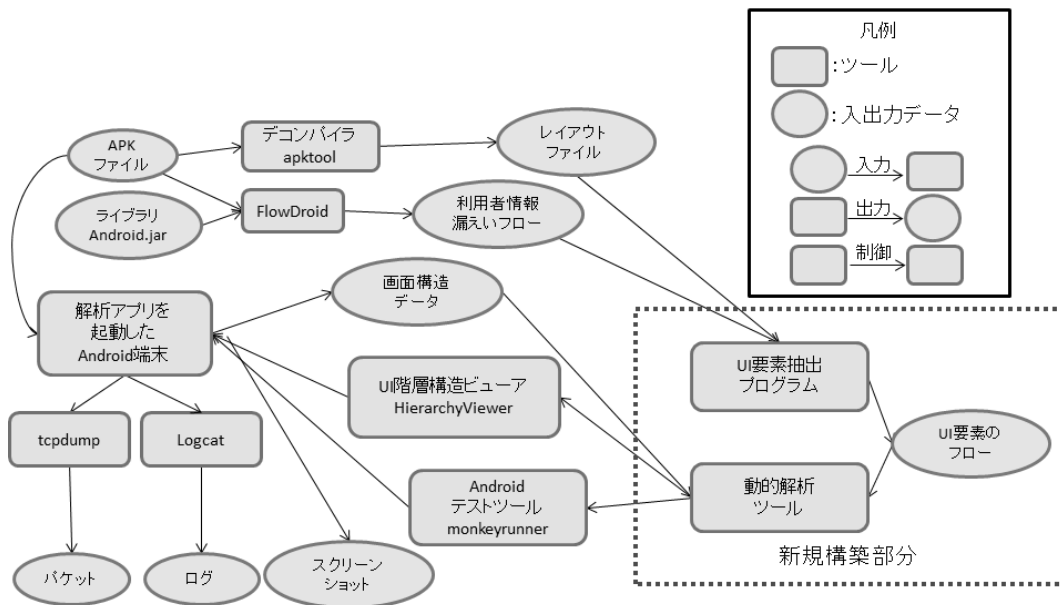 凡例
:ツール
:入出力データ
入力
出力
制御
APK
ファイル
デコンパイラ
apktool
レイアウト
ファイル
ライブラリ
Android.jar
FlowDroid
利用者情報
漏えいフロー
画面構造
データ
解析アプリを
起動した
Android端末
UI階層構造ビューア
HierarchyViewer
UI要素抽出
プログラム
UI要素の
フロー
tcpdump
Logcat
Android
テストツール
monkeyrunner
動的解析
ツール
新規構築部分
パケット
ログ
スクリーン
ショット